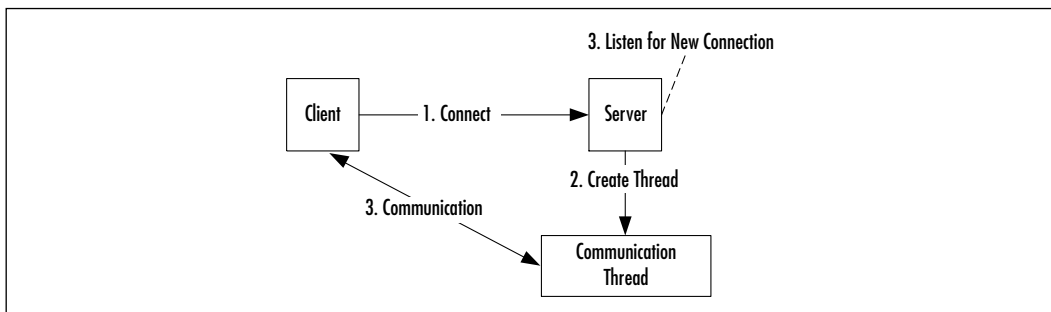 3. Listen for New Connection
Client
1. Connect
Server
2. Create Thread
3. Communication
Communication
Thread